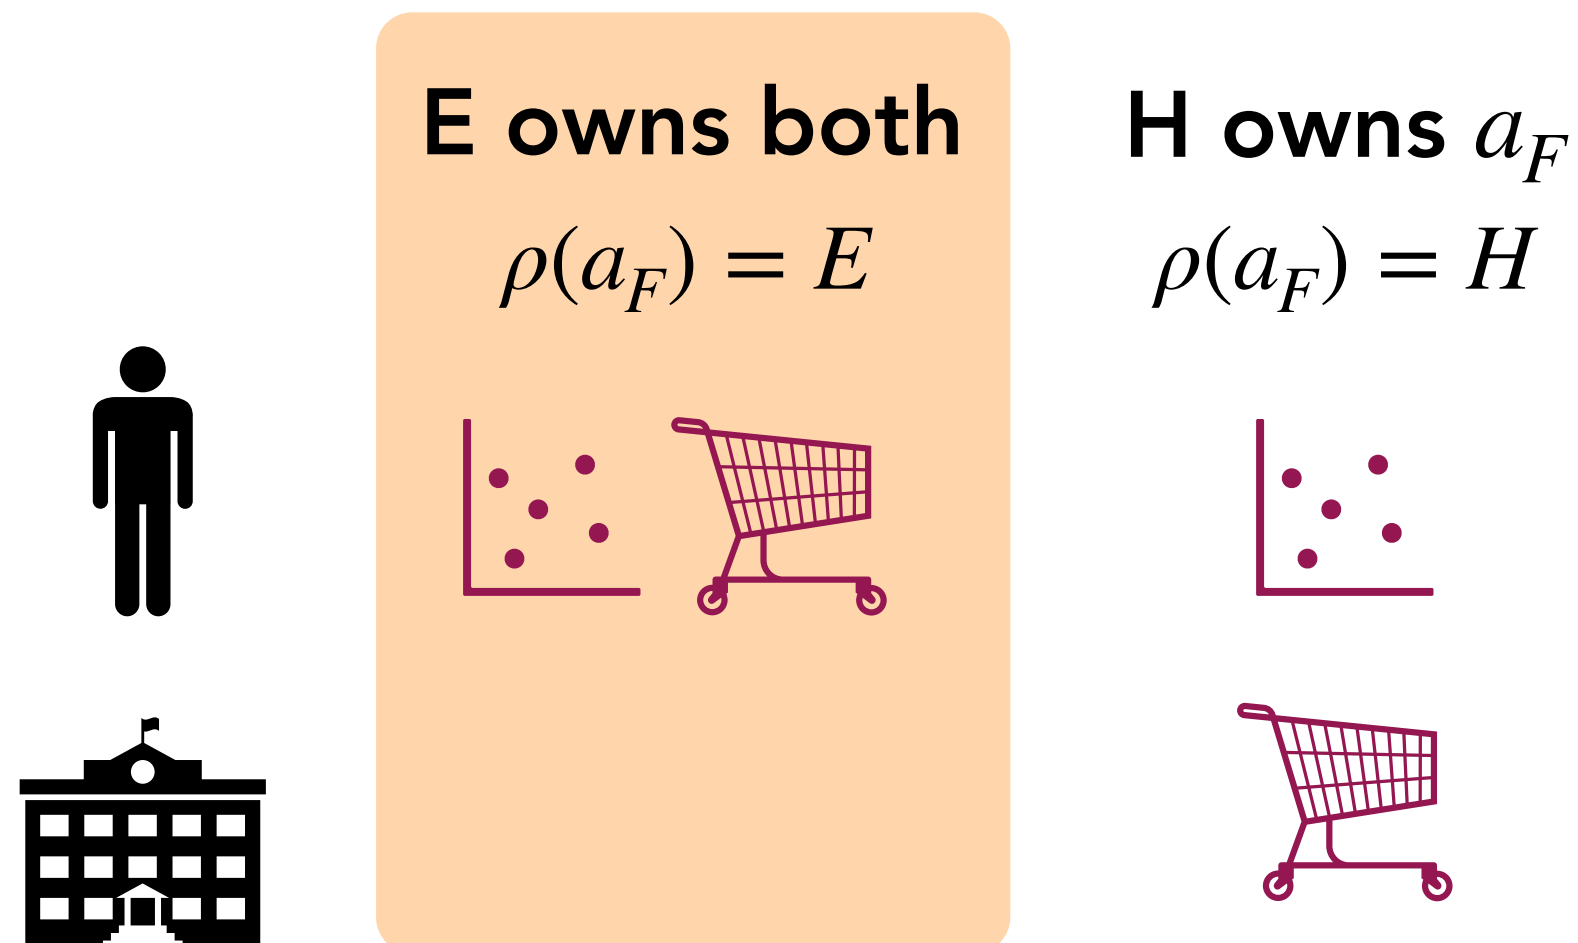 E owns both
ρ(a_F) = E
H owns a_F
ρ(a_F) = H